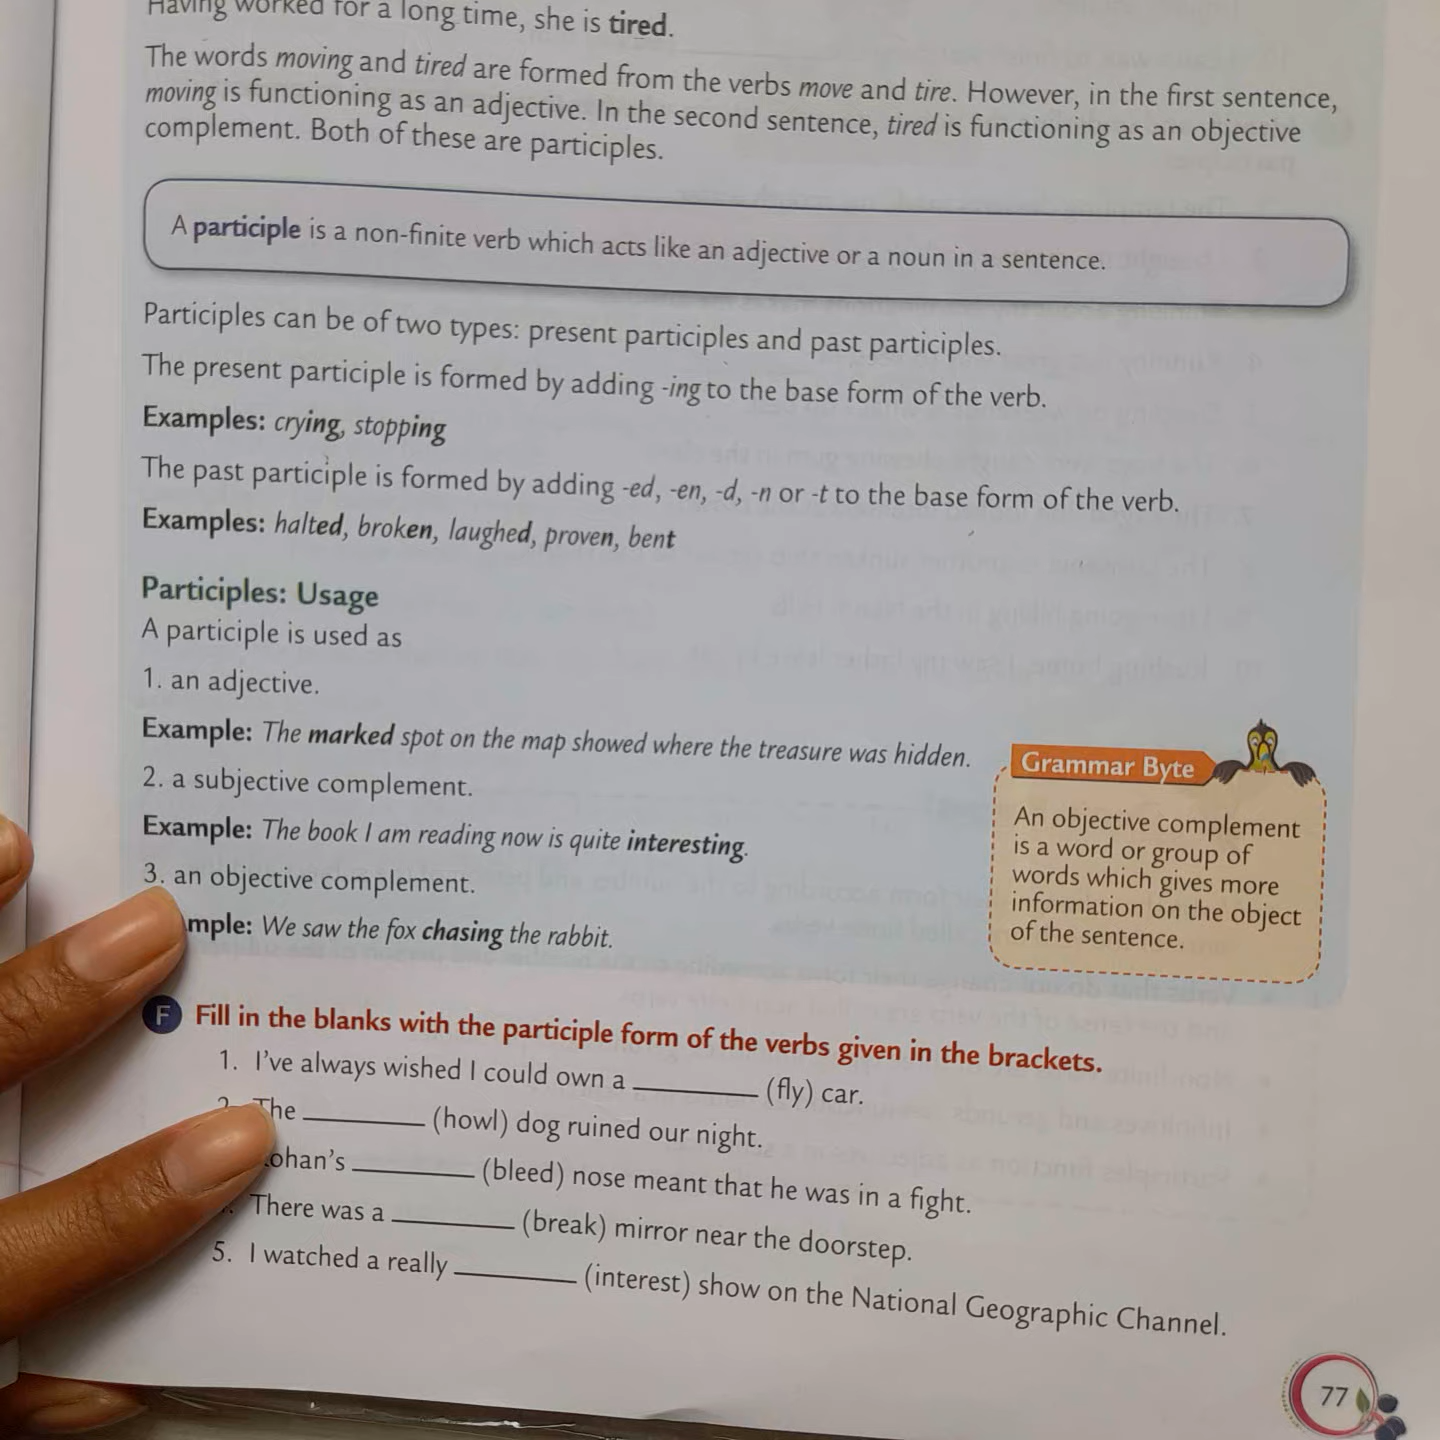 Having worked for a long time, she is tired.
The words moving and tired are formed from the verbs move and tire. However, in the first sentence,
moving is functioning as an adjective. In the second sentence, tired is functioning as an objective
complement. Both of these are participles.
A participle is a non-finite verb which acts like an adjective or a noun in a sentence.
Participles can be of two types: present participles and past participles.
The present participle is formed by adding -ing to the base form of the verb.
Examples: crying, stopping
The past participle is formed by adding -ed, -en, -d, -n or -t to the base form of the verb.
Examples: halted, broken, laughed, proven, bent
Participles: Usage
A participle is used as
1. an adjective.
Example: The marked spot on the map showed where the treasure was hidden.
2. a subjective complement.
Example: The book I am reading now is quite interesting.
3. an objective complement.
mple: We saw the fox chasing the rabbit.
Grammar Byte
An objective complement
is a word or group of
words which gives more
information on the object
of the sentence.
F Fill in the blanks with the participle form of the verbs given in the brackets.
1. I've always wished I could own a ________ (fly) car.
The ________ (howl) dog ruined our night.
ohan's ________ (bleed) nose meant that he was in a fight.
There was a ________ (break) mirror near the doorstep.
5. I watched a really ________ (interest) show on the National Geographic Channel.
77